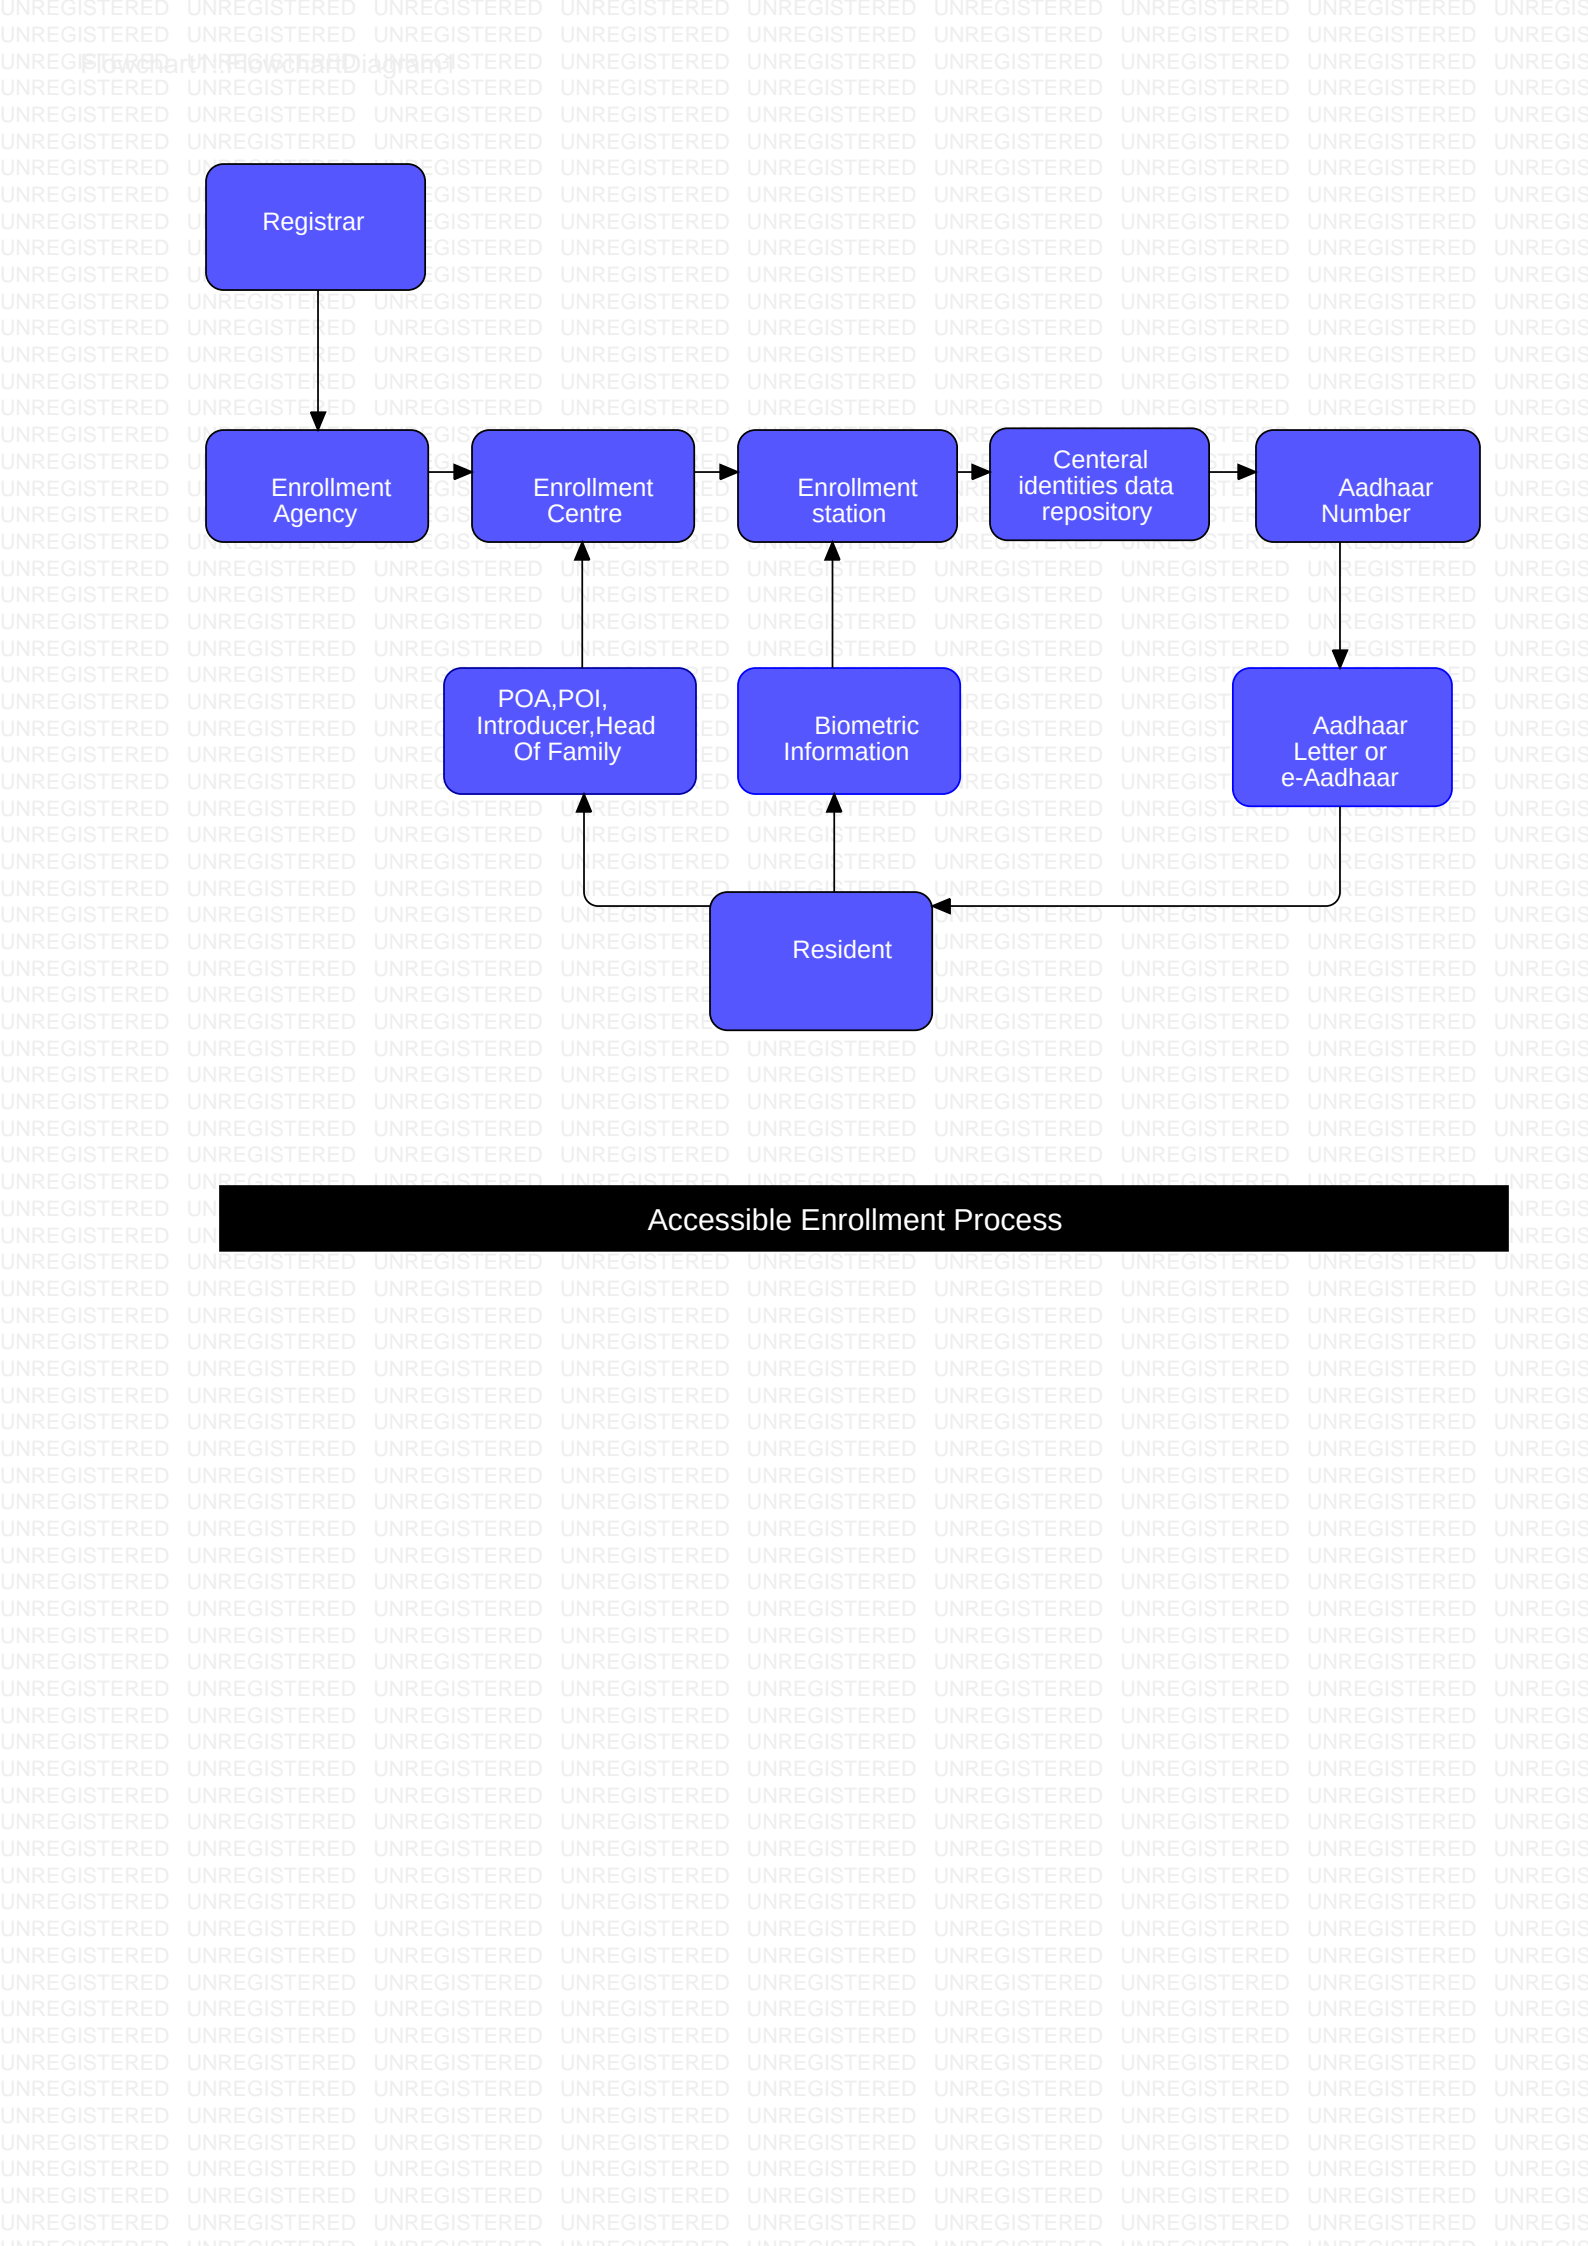 Flowchart1::FlowchartDiagram1
Registrar
Enrollment
Agency
Enrollment
Centre
Enrollment
station
Centeral
identities data
repository
Aadhaar
Number
POA,POI,
Introducer,Head
Of Family
Biometric
Information
Aadhaar
Letter or
e-Aadhaar
Resident
Accessible Enrollment Process
UNREGISTERED